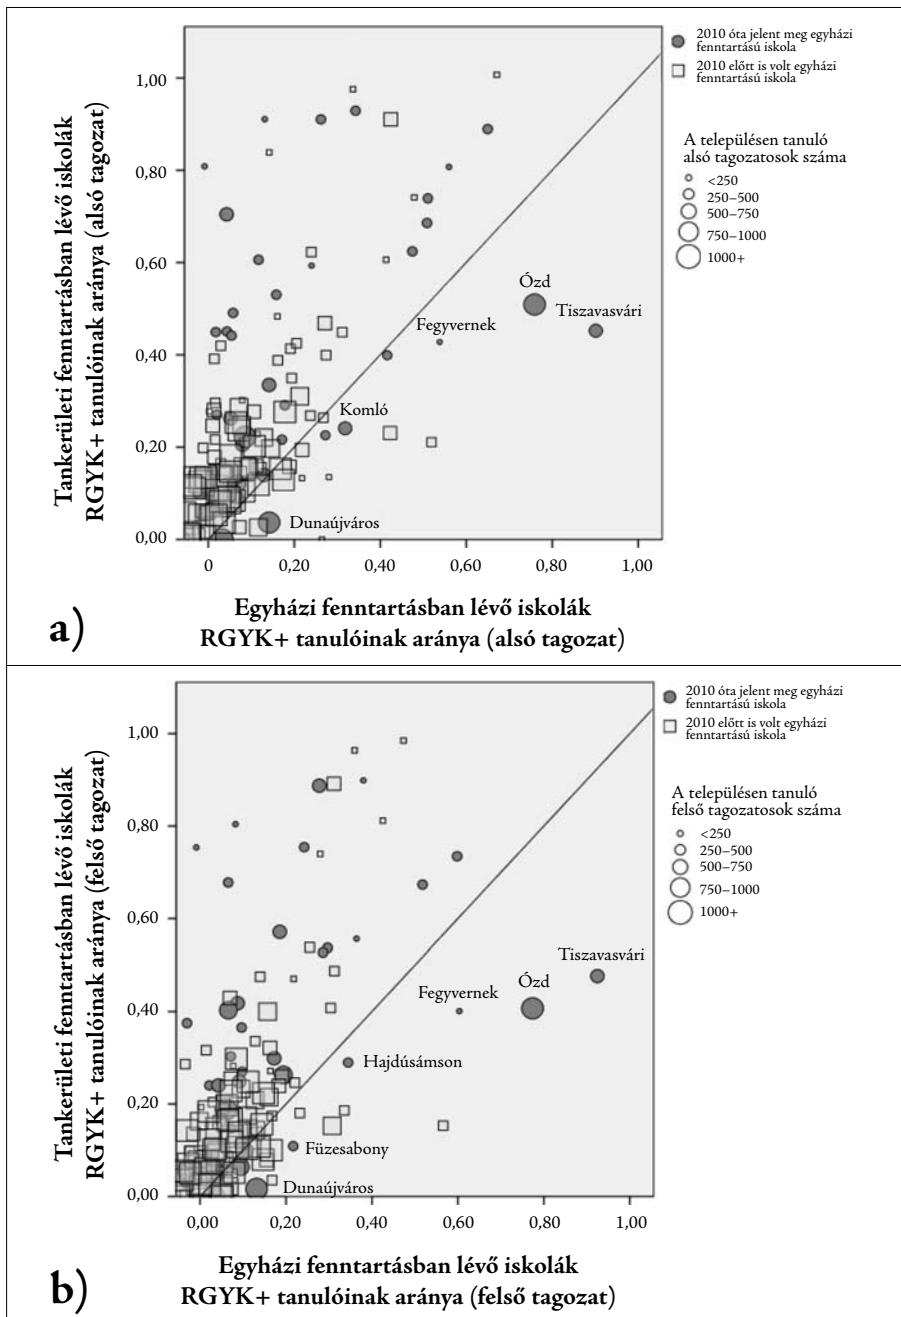 2010 óta jelent meg egyházi
fenntartású iskola
2010 előtt is volt egyházi
fenntartású iskola
A településen tanuló
alsó tagozatosok száma
<250
250–500
500–750
750–1000
1000+
Tankerületi fenntartásban lévő iskolák
RGYK+ tanulóinak aránya (alsó tagozat)
1,00
0,80
0,60
0,40
0,20
0,00
Ózd
Tiszavasvári
Fegyvernek
Komló
Dunaújváros
0 0,20 0,40 0,60 0,80 1,00
Egyházi fenntartásban lévő iskolák
RGYK+ tanulóinak aránya (alsó tagozat)
a)
2010 óta jelent meg egyházi
fenntartású iskola
2010 előtt is volt egyházi
fenntartású iskola
A településen tanuló
felső tagozatosok száma
<250
250–500
500–750
750–1000
1000+
Tankerületi fenntartásban lévő iskolák
RGYK+ tanulóinak aránya (felső tagozat)
1,00
0,80
0,60
0,40
0,20
0,00
Tiszavasvári
Ózd
Fegyvernek
Hajdúsámson
Füzesabony
Dunaújváros
0,00 0,20 0,40 0,60 0,80 1,00
Egyházi fenntartásban lévő iskolák
RGYK+ tanulóinak aránya (felső tagozat)
b)